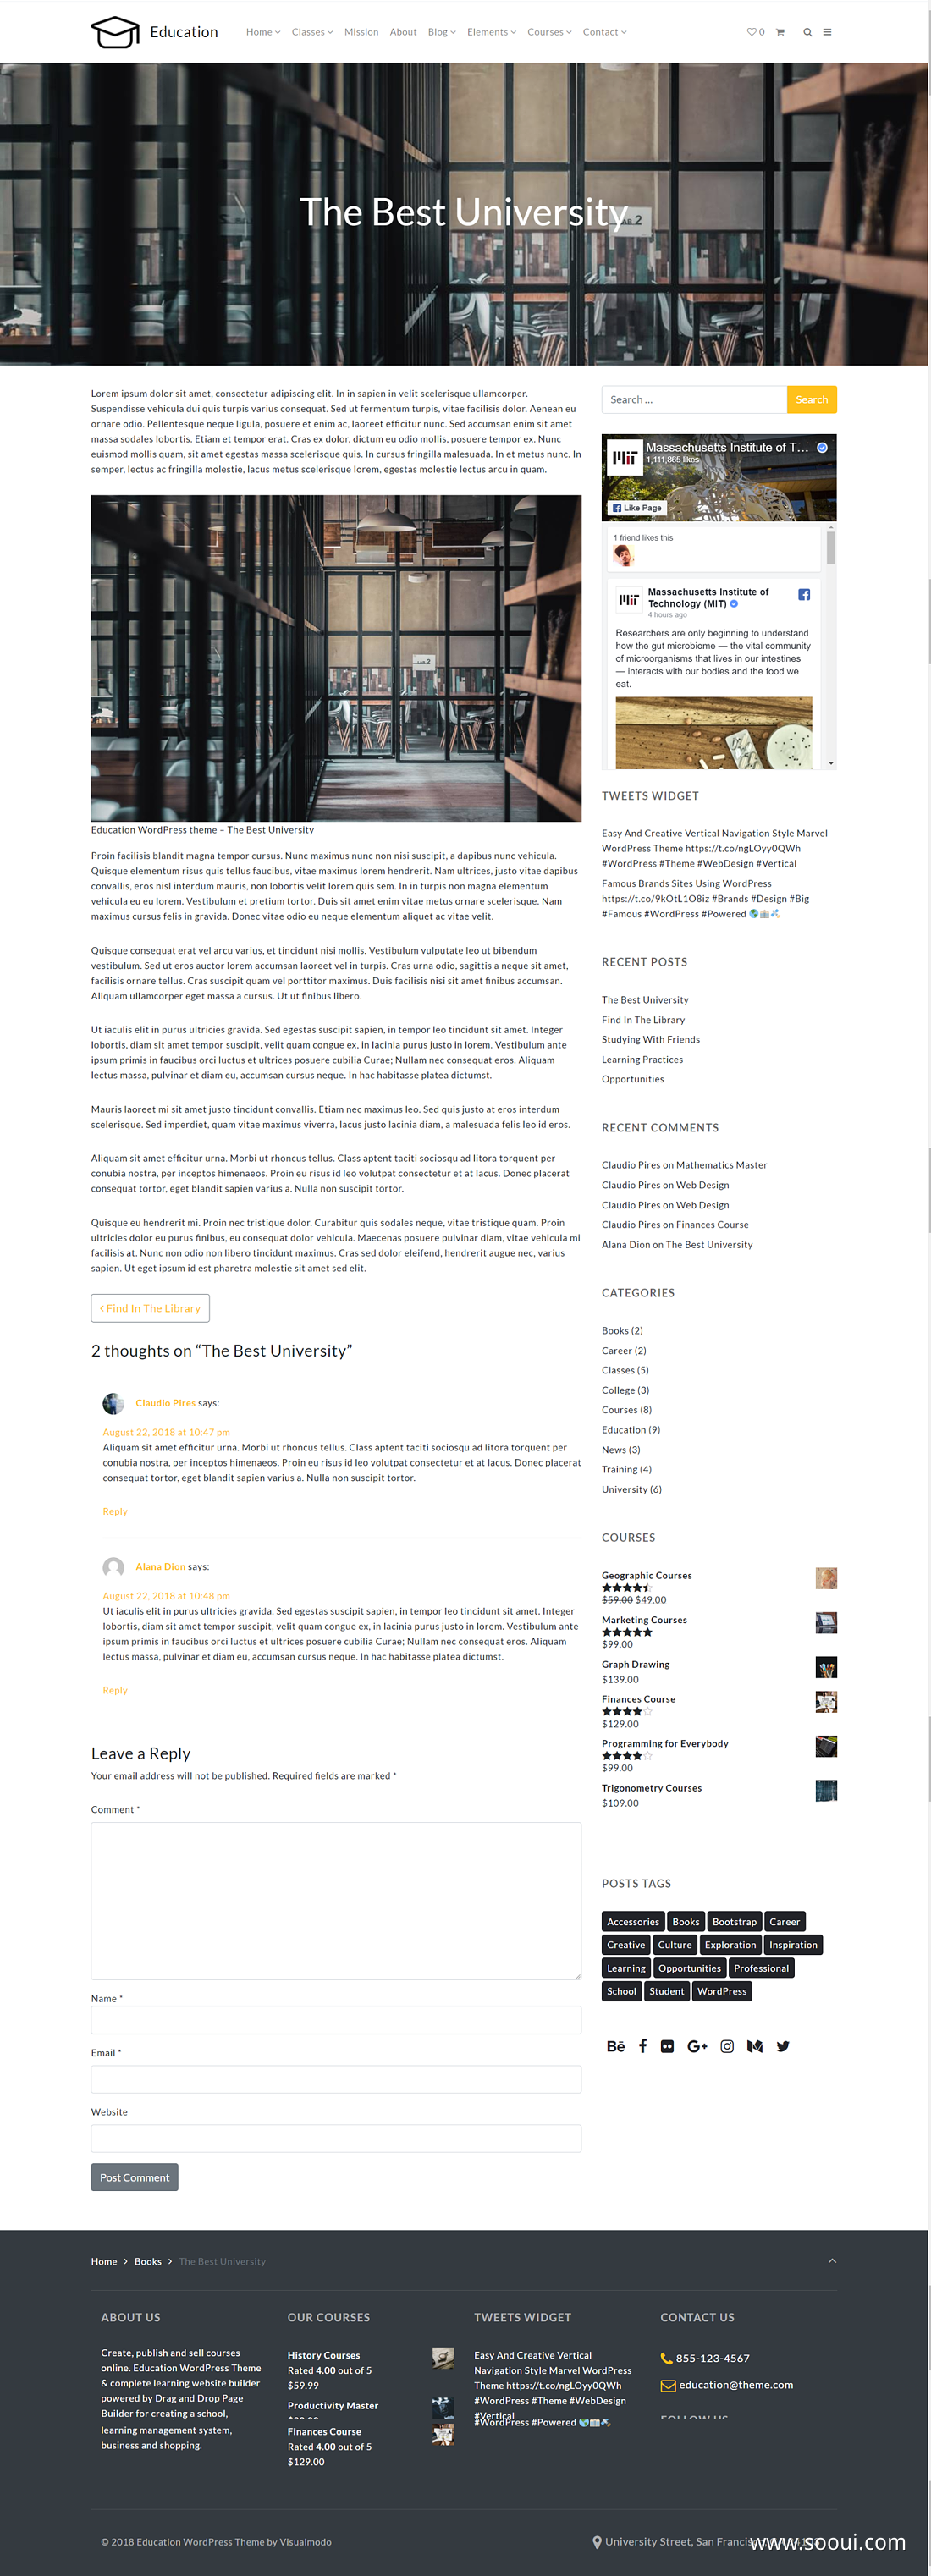 Education
Home Classes Mission About Blog Elements Courses Contact
0
The Best University
LAB 2
Lorem ipsum dolor sit amet, consectetur adipiscing elit. In in sapien in velit scelerisque ullamcorper.
Suspendisse vehicula dui quis turpis varius consequat. Sed ut fermentum turpis, vitae facilisis dolor. Aenean eu
ornare odio. Pellentesque neque ligula, posuere et enim ac, laoreet efficitur nunc. Sed accumsan enim sit amet
massa sodales lobortis. Etiam et tempor erat. Cras ex dolor, dictum eu odio mollis, posuere tempor ex. Nunc
euismod mollis quam, sit amet egestas massa scelerisque quis. In cursus fringilla malesuada. In et metus nunc. In
semper, lectus ac fringilla molestie, lacus metus scelerisque lorem, egestas molestie lectus arcu in quam.
LAB 2
Education WordPress theme – The Best University
Proin facilisis blandit magna tempor cursus. Nunc maximus nunc non nisi suscipit, a dapibus nunc vehicula.
Quisque elementum risus quis tellus faucibus, vitae maximus lorem hendrerit. Nam ultrices, justo vitae dapibus
convallis, eros nisl interdum mauris, non lobortis velit lorem quis sem. In in turpis non magna elementum
vehicula eu eu lorem. Vestibulum et pretium tortor. Duis sit amet enim vitae metus ornare scelerisque. Nam
maximus cursus felis in gravida. Donec vitae odio eu neque elementum aliquet ac vitae velit.
Quisque consequat erat vel arcu varius, et tincidunt nisi mollis. Vestibulum vulputate leo ut bibendum
vestibulum. Sed ut eros auctor lorem accumsan laoreet vel in turpis. Cras urna odio, sagittis a neque sit amet,
facilisis ornare tellus. Cras suscipit quam vel porttitor maximus. Duis facilisis nisi sit amet finibus accumsan.
Aliquam ullamcorper eget massa a cursus. Ut ut finibus libero.
Ut iaculis elit in purus ultricies gravida. Sed egestas suscipit sapien, in tempor leo tincidunt sit amet. Integer
lobortis, diam sit amet tempor suscipit, velit quam congue ex, in lacinia purus justo in lorem. Vestibulum ante
ipsum primis in faucibus orci luctus et ultrices posuere cubilia Curae; Nullam nec consequat eros. Aliquam
lectus massa, pulvinar et diam eu, accumsan cursus neque. In hac habitasse platea dictumst.
Mauris laoreet mi sit amet justo tincidunt convallis. Etiam nec maximus leo. Sed quis justo at eros interdum
scelerisque. Sed imperdiet, quam vitae maximus viverra, lacus justo lacinia diam, a malesuada felis leo id eros.
Aliquam sit amet efficitur urna. Morbi ut rhoncus tellus. Class aptent taciti sociosqu ad litora torquent per
conubia nostra, per inceptos himenaeos. Proin eu risus id leo volutpat consectetur et at lacus. Donec placerat
consequat tortor, eget blandit sapien varius a. Nulla non suscipit tortor.
Quisque eu hendrerit mi. Proin nec tristique dolor. Curabitur quis sodales neque, vitae tristique quam. Proin
ultricies dolor eu purus finibus, eu consequat dolor vehicula. Maecenas posuere pulvinar diam, vitae vehicula mi
facilisis at. Nunc non odio non libero tincidunt maximus. Cras sed dolor eleifend, hendrerit augue nec, varius
sapien. Ut eget ipsum id est pharetra molestie sit amet sed elit.
‹ Find In The Library
2 thoughts on “The Best University”
Claudio Pires says:
August 22, 2018 at 10:47 pm
Aliquam sit amet efficitur urna. Morbi ut rhoncus tellus. Class aptent taciti sociosqu ad litora torquent per
conubia nostra, per inceptos himenaeos. Proin eu risus id leo volutpat consectetur et at lacus. Donec placerat
consequat tortor, eget blandit sapien varius a. Nulla non suscipit tortor.
Reply
Alana Dion says:
August 22, 2018 at 10:48 pm
Ut iaculis elit in purus ultricies gravida. Sed egestas suscipit sapien, in tempor leo tincidunt sit amet. Integer
lobortis, diam sit amet tempor suscipit, velit quam congue ex, in lacinia purus justo in lorem. Vestibulum ante
ipsum primis in faucibus orci luctus et ultrices posuere cubilia Curae; Nullam nec consequat eros. Aliquam
lectus massa, pulvinar et diam eu, accumsan cursus neque. In hac habitasse platea dictumst.
Reply
Leave a Reply
Your email address will not be published. Required fields are marked *
Comment *
Name *
Email *
Website
Post Comment
Search ...
Search
Massachusetts Institute of T...
1,111,865 likes
Like Page
1 friend likes this
Massachusetts Institute of
Technology (MIT)
4 hours ago
Researchers are only beginning to understand
how the gut microbiome — the vital community
of microorganisms that lives in our intestines
— interacts with our bodies and the food we
eat.
TWEETS WIDGET
Easy And Creative Vertical Navigation Style Marvel
WordPress Theme https://t.co/ngLOyy0QWh
#WordPress #Theme #WebDesign #Vertical
Famous Brands Sites Using WordPress
https://t.co/9kOtL1O8iz #Brands #Design #Big
#Famous #WordPress #Powered
RECENT POSTS
The Best University
Find In The Library
Studying With Friends
Learning Practices
Opportunities
RECENT COMMENTS
Claudio Pires on Mathematics Master
Claudio Pires on Web Design
Claudio Pires on Web Design
Claudio Pires on Finances Course
Alana Dion on The Best University
CATEGORIES
Books (2)
Career (2)
Classes (5)
College (3)
Courses (8)
Education (9)
News (3)
Training (4)
University (6)
COURSES
Geographic Courses
$59.00 $49.00
Marketing Courses
$99.00
Graph Drawing
$139.00
Finances Course
$129.00
Programming for Everybody
$99.00
Trigonometry Courses
$109.00
POSTS TAGS
Accessories Books Bootstrap Career
Creative Culture Exploration Inspiration
Learning Opportunities Professional
School Student WordPress
Home > Books > The Best University
ABOUT US
Create, publish and sell courses
online. Education WordPress Theme
& complete learning website builder
powered by Drag and Drop Page
Builder for creating a school,
learning management system,
business and shopping.
OUR COURSES
History Courses
Rated 4.00 out of 5
$59.99
Productivity Master
Finances Course
Rated 4.00 out of 5
$129.00
TWEETS WIDGET
Easy And Creative Vertical
Navigation Style Marvel WordPress
Theme https://t.co/ngLOyy0QWh
#WordPress #Theme #WebDesign
#Vertical
#WordPress #Powered
CONTACT US
855-123-4567
education@theme.com
FOLLOW US
© 2018 Education WordPress Theme by Visualmodo
University Street, San Francisco
www.sooui.com